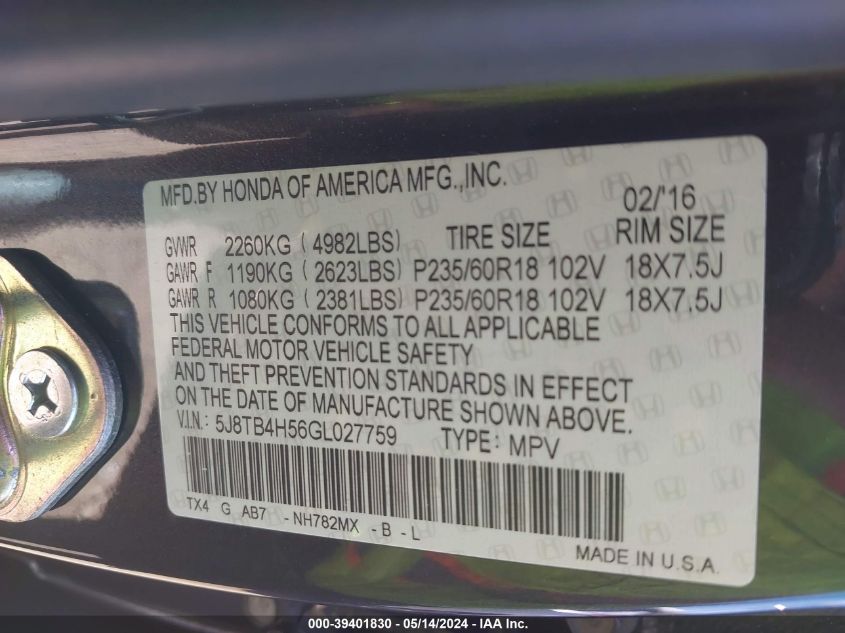 MFD.BY HONDA OF AMERICA MFG.,INC.
02/'16
GVWR 2260KG ( 4982LBS) TIRE SIZE RIM SIZE
GAWR F 1190KG ( 2623LBS) P235/60R18 102V 18X7.5J
GAWR R 1080KG ( 2381LBS) P235/60R18 102V 18X7.5J
THIS VEHICLE CONFORMS TO ALL APPLICABLE
FEDERAL MOTOR VEHICLE SAFETY
AND THEFT PREVENTION STANDARDS IN EFFECT
ON THE DATE OF MANUFACTURE SHOWN ABOVE.
V.I.N.: 5J8TB4H56GL027759 TYPE: MPV
TX4 G AB7 -NH782MX -B -L
MADE IN U.S.A.
000-39401830 - 05/14/2024 - IAA, Inc.